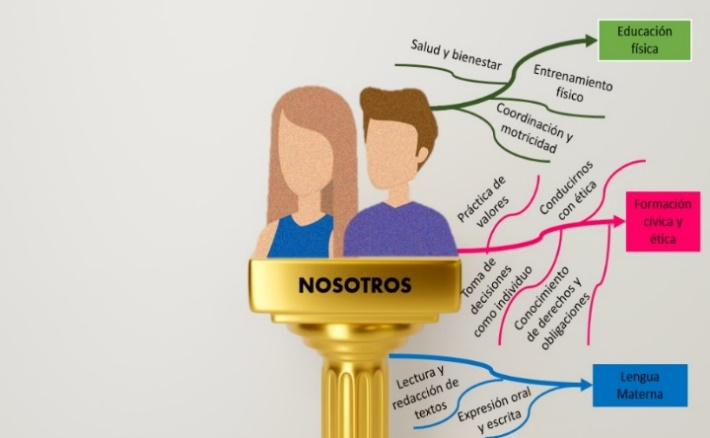 Educación
física
Salud y bienestar
Entrenamiento
físico
Coordinación y
motricidad
Práctica de
valores
Conducirnos
con ética
Formación
cívica y
ética
Toma de
decisiones
como individuo
Conocimiento
de derechos y
obligaciones
NOSOTROS
Lengua
Materna
Lectura y
redacción de
textos
Expresión oral
y escrita